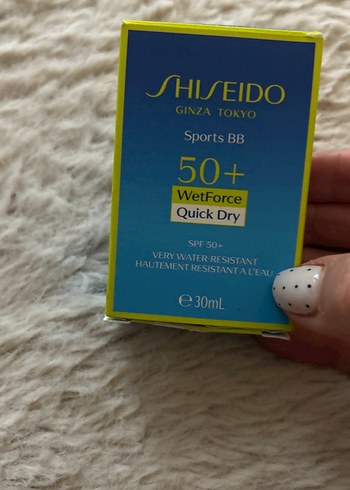 SHISEIDO
GINZA TOKYO
Sports BB
50+
WetForce
Quick Dry
SPF 50+
VERY WATER-RESISTANT
HAUTEMENT RESISTANT A L'EAU
℮30mL